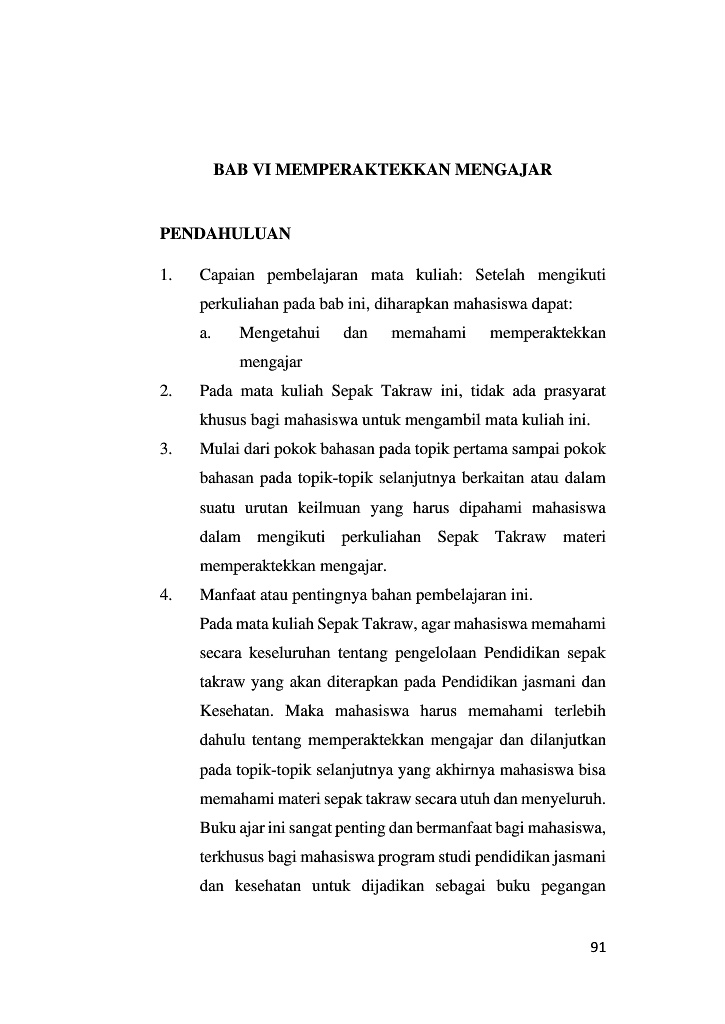 BAB VI MEMPERAKTEKKAN MENGAJAR
PENDAHULUAN
1. Capaian pembelajaran mata kuliah: Setelah mengikuti
perkuliahan pada bab ini, diharapkan mahasiswa dapat:
a. Mengetahui dan memahami memperaktekkan
mengajar
2. Pada mata kuliah Sepak Takraw ini, tidak ada prasyarat
khusus bagi mahasiswa untuk mengambil mata kuliah ini.
3. Mulai dari pokok bahasan pada topik pertama sampai pokok
bahasan pada topik-topik selanjutnya berkaitan atau dalam
suatu urutan keilmuan yang harus dipahami mahasiswa
dalam mengikuti perkuliahan Sepak Takraw materi
memperaktekkan mengajar.
4. Manfaat atau pentingnya bahan pembelajaran ini.
Pada mata kuliah Sepak Takraw, agar mahasiswa memahami
secara keseluruhan tentang pengelolaan Pendidikan sepak
takraw yang akan diterapkan pada Pendidikan jasmani dan
Kesehatan. Maka mahasiswa harus memahami terlebih
dahulu tentang memperaktekkan mengajar dan dilanjutkan
pada topik-topik selanjutnya yang akhirnya mahasiswa bisa
memahami materi sepak takraw secara utuh dan menyeluruh.
Buku ajar ini sangat penting dan bermanfaat bagi mahasiswa,
terkhusus bagi mahasiswa program studi pendidikan jasmani
dan kesehatan untuk dijadikan sebagai buku pegangan
91